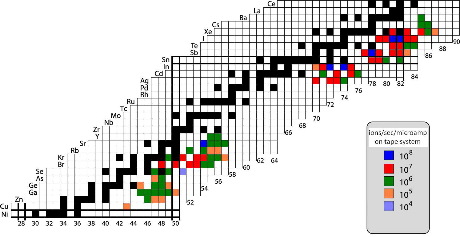 Ce
La
Ba
Cs
Xe
I
Te
Sb
Sn
In
Cd
Ag
Pd
Rh
Ru
Tc
Mo
Nb
Zr
Y
Sr
Rb
Kr
Br
Se
As
Ge
Ga
Zn
Cu
Ni
28 30 32 34 36 38 40 42 44 46 48 50
52
54
56
58
60
62
64
66
68
70
72
74
76
78
80
82
84
86
88
90
ions/sec/microamp
on tape system
10⁸
10⁷
10⁶
10⁵
10⁴